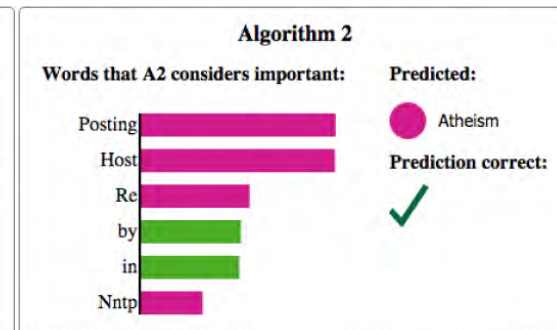 Algorithm 2
Words that A2 considers important:
Predicted:
Posting
Atheism
Host
Prediction correct:
Re
by
in
Nntp